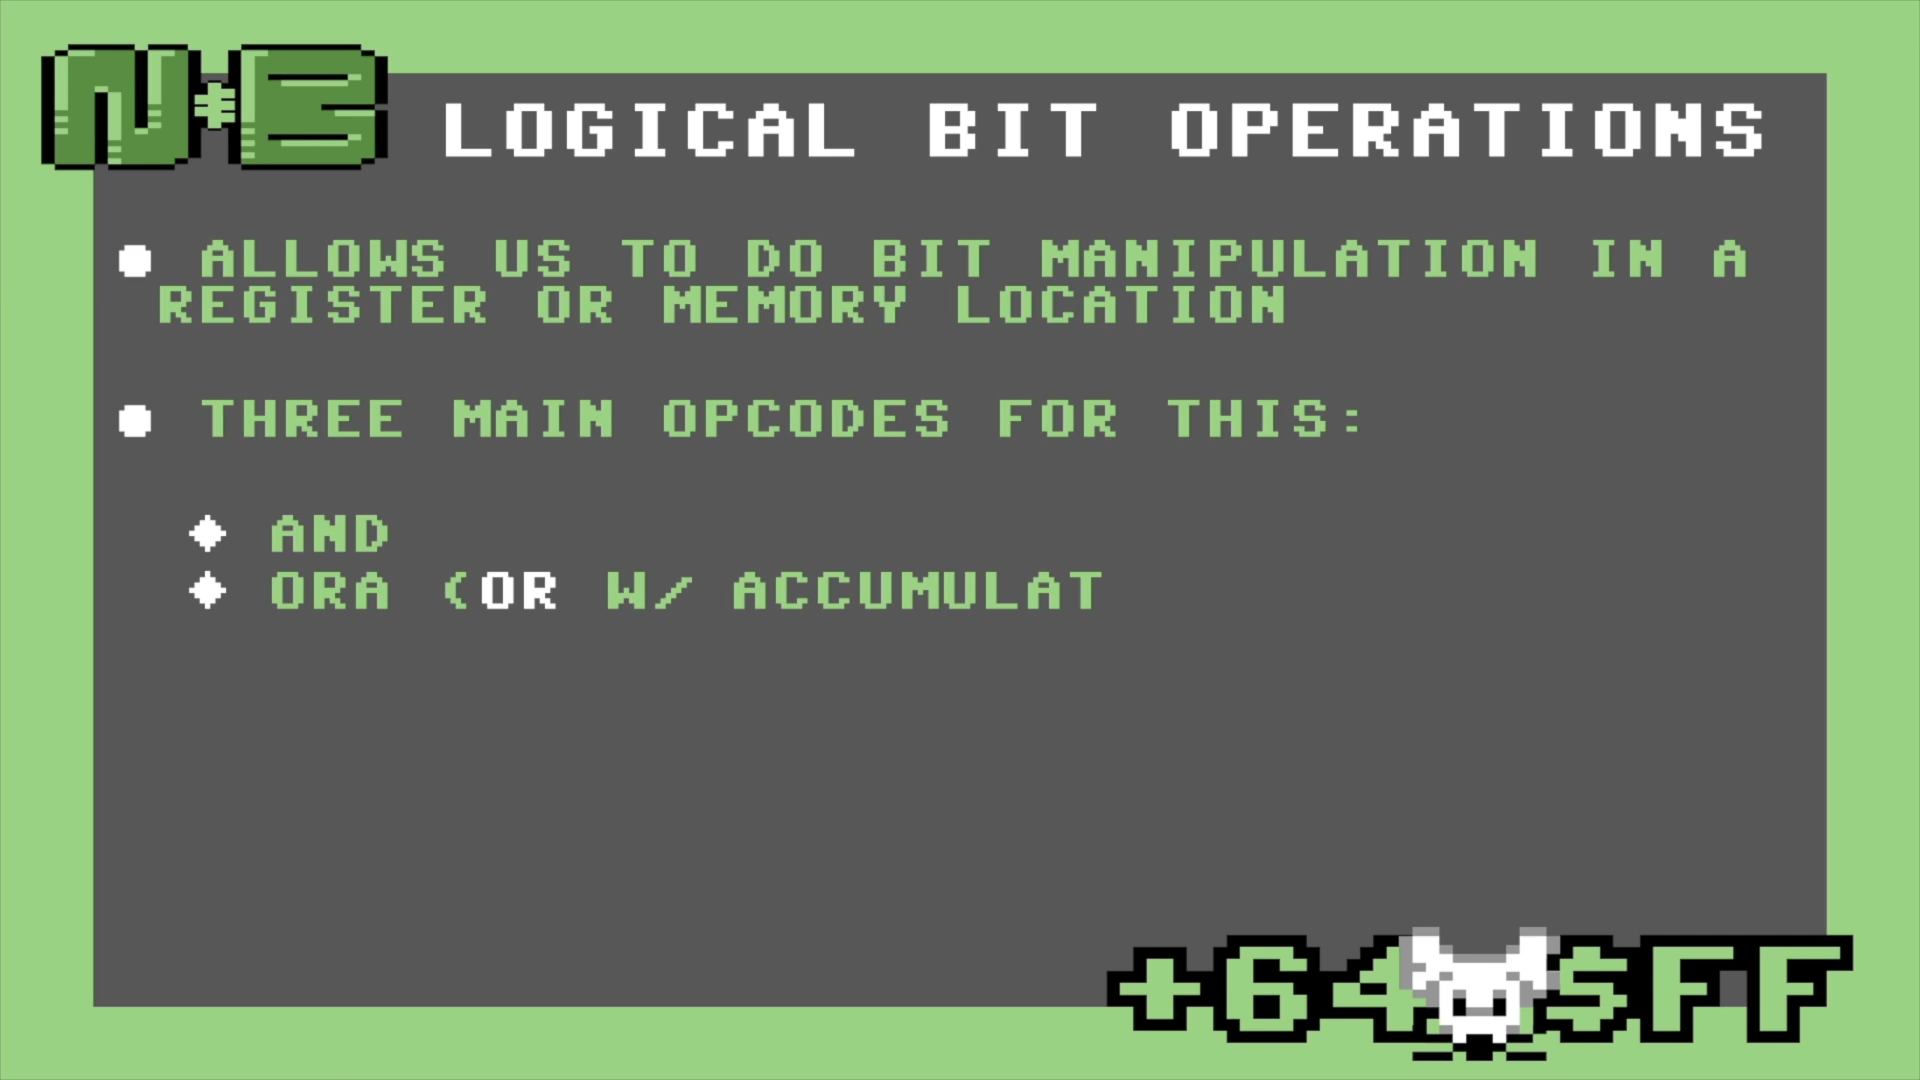 N*B
LOGICAL BIT OPERATIONS
ALLOWS US TO DO BIT MANIPULATION IN A
REGISTER OR MEMORY LOCATION
THREE MAIN OPCODES FOR THIS:
AND
ORA (OR W/ ACCUMULAT
+64 $FF